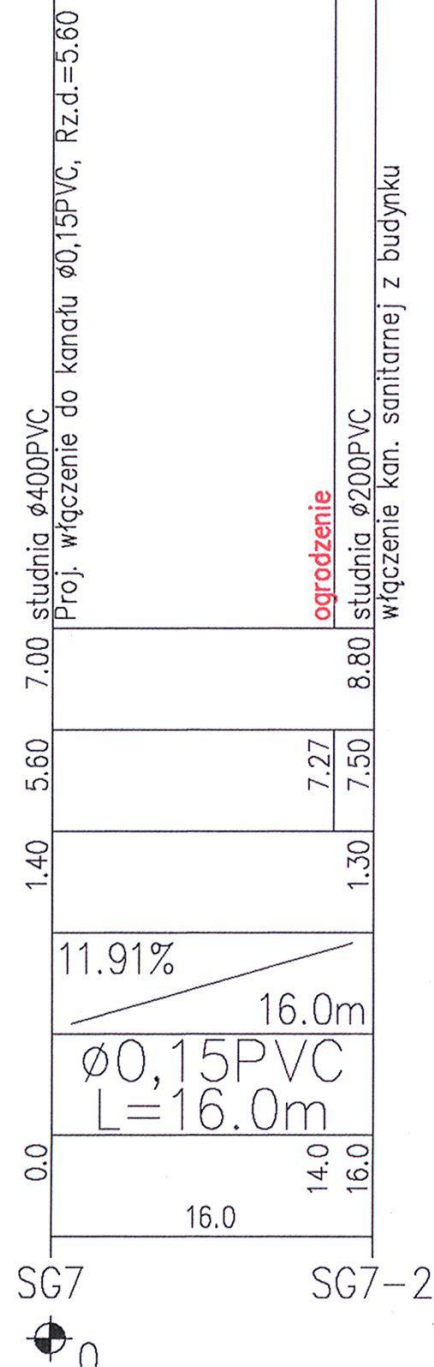 studnia ø400PVC
Proj. włączenie do kanału ø0,15PVC, Rz.d.=5.60
ogrodzenie
studnia ø200PVC
włączenie kan. sanitarnej z budynku
7.00 8.80
5.60 7.27 7.50
1.40 1.30
11.91%
16.0m
ø0,15PVC
L=16.0m
0.0 14.0 16.0
16.0
SG7 SG7-2
0